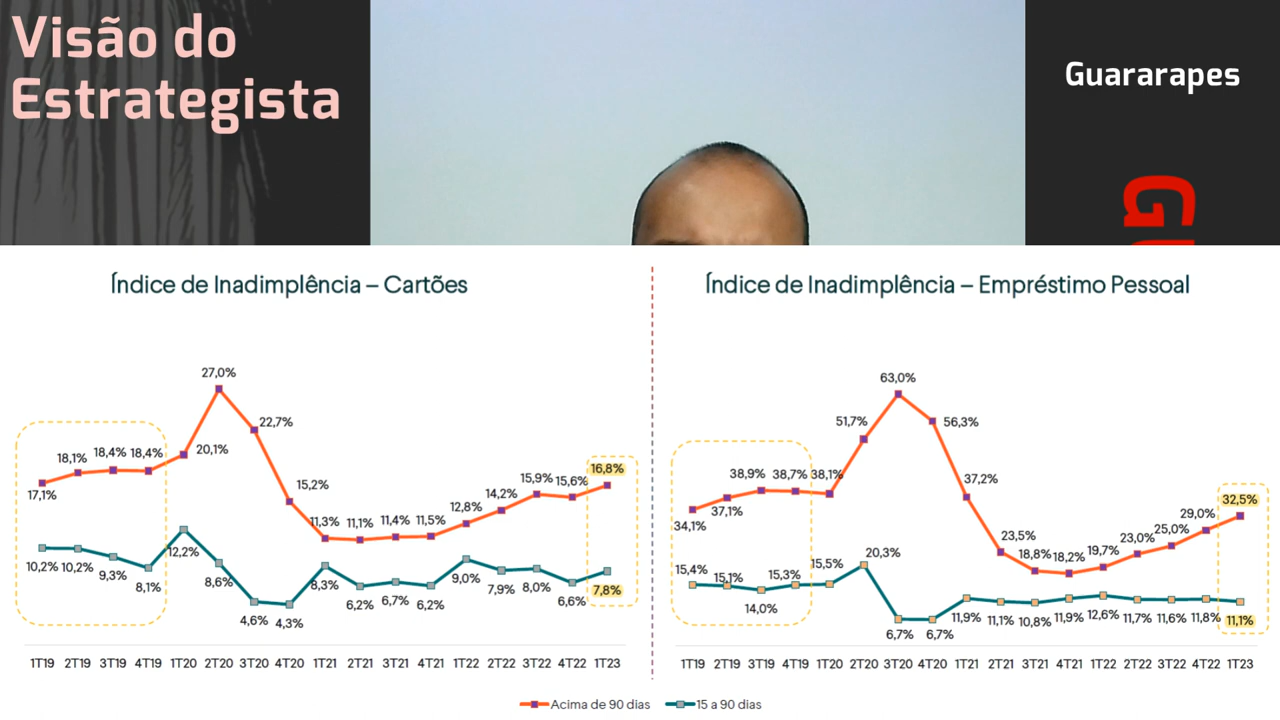 Visão do
Estrategista
Guararapes
G
Índice de Inadimplência – Cartões
27,0%
22,7%
20,1%
18,1% 18,4% 18,4%
17,1%
15,2%
11,3% 11,1% 11,4% 11,5% 12,8% 14,2% 15,9% 15,6% 16,8%
10,2% 10,2% 9,3% 8,1% 12,2% 8,6% 4,6% 4,3% 8,3% 6,2% 6,7% 6,2% 9,0% 7,9% 8,0% 6,6% 7,8%
1T19 2T19 3T19 4T19 1T20 2T20 3T20 4T20 1T21 2T21 3T21 4T21 1T22 2T22 3T22 4T22 1T23
Índice de Inadimplência – Empréstimo Pessoal
63,0%
51,7% 56,3%
34,1% 37,1% 38,9% 38,7% 38,1% 37,2%
23,5% 18,8% 18,2% 19,7% 23,0% 25,0% 29,0% 32,5%
15,4% 15,1% 14,0% 15,3% 15,5% 20,3% 6,7% 6,7% 11,9% 11,1% 10,8% 11,9% 12,6% 11,7% 11,6% 11,8% 11,1%
1T19 2T19 3T19 4T19 1T20 2T20 3T20 4T20 1T21 2T21 3T21 4T21 1T22 2T22 3T22 4T22 1T23
Acima de 90 dias 15 a 90 dias